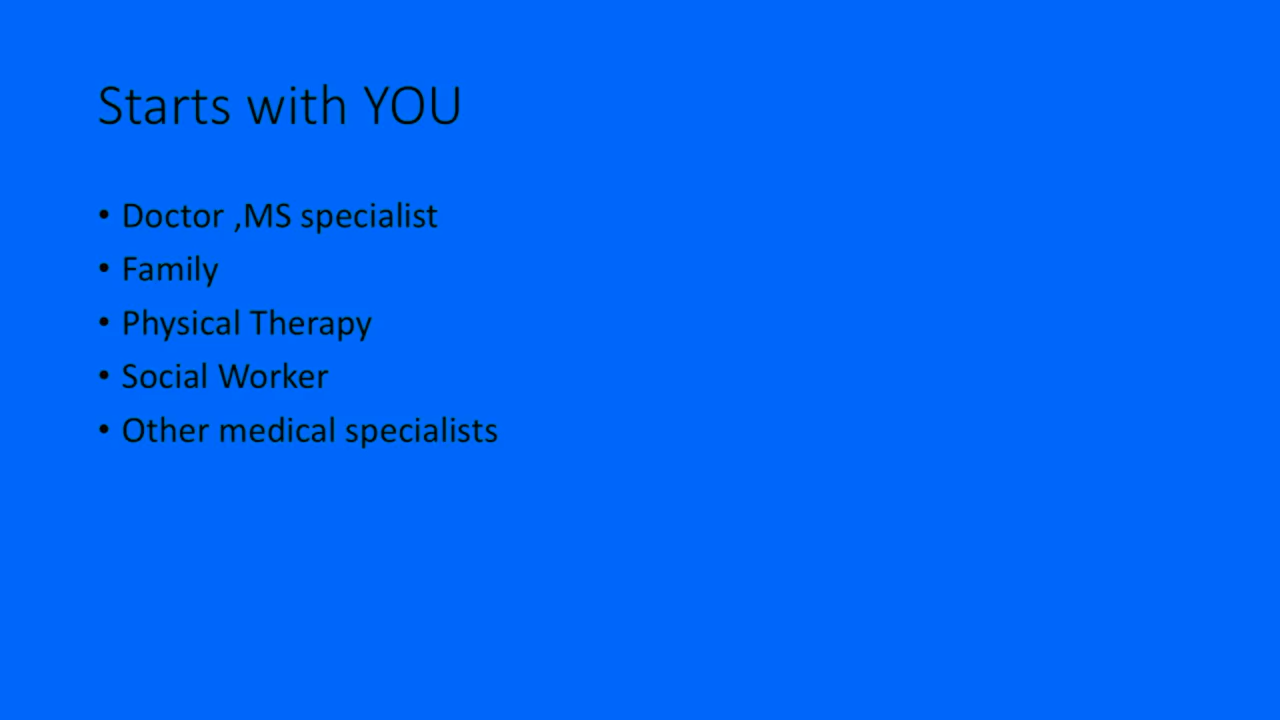 Starts with YOU
• Doctor ,MS specialist
• Family
• Physical Therapy
• Social Worker
• Other medical specialists